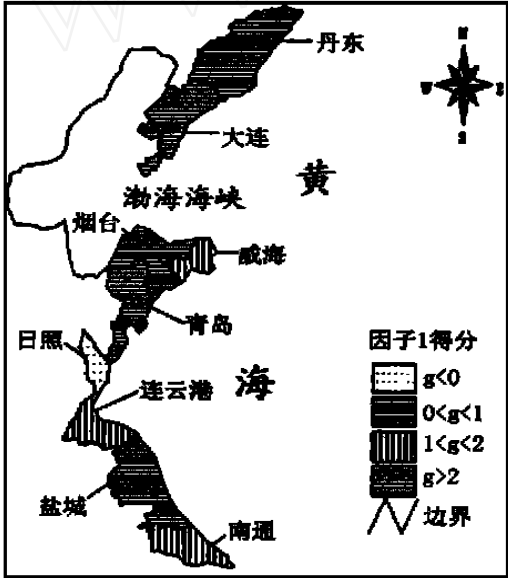 丹东
N
W
S
大连
渤海海峡
黄
烟台
威海
青岛
日照
因子1得分
海
g<0
连云港
0<g<1
1<g<2
盐城
g>2
南通
边界